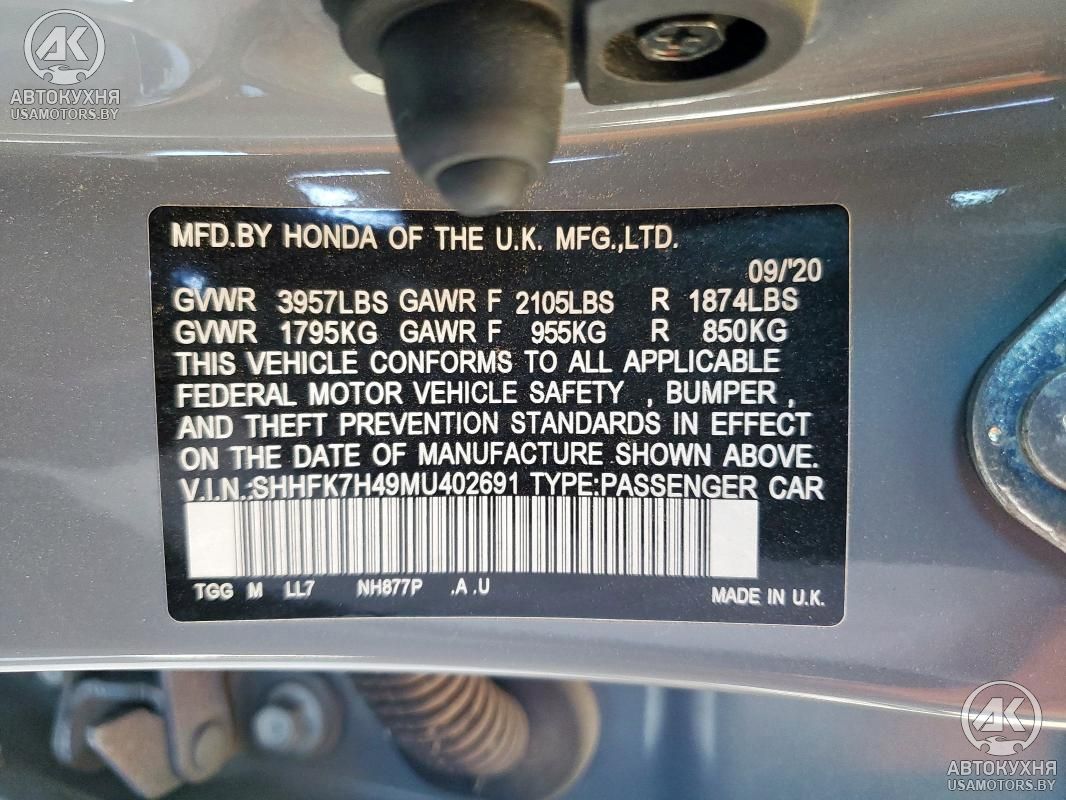 АК
АВТОКУХНЯ
USAMOTORS.BY
MFD.BY HONDA OF THE U.K. MFG.,LTD.
09/'20
GVWR 3957LBS GAWR F 2105LBS R 1874LBS
GVWR 1795KG GAWR F 955KG R 850KG
THIS VEHICLE CONFORMS TO ALL APPLICABLE
FEDERAL MOTOR VEHICLE SAFETY , BUMPER ,
AND THEFT PREVENTION STANDARDS IN EFFECT
ON THE DATE OF MANUFACTURE SHOWN ABOVE.
V.I.N.:SHHFK7H49MU402691 TYPE:PASSENGER CAR
TGG M LL7 NH877P .A .U
MADE IN U.K.
АК
АВТОКУХНЯ
USAMOTORS.BY